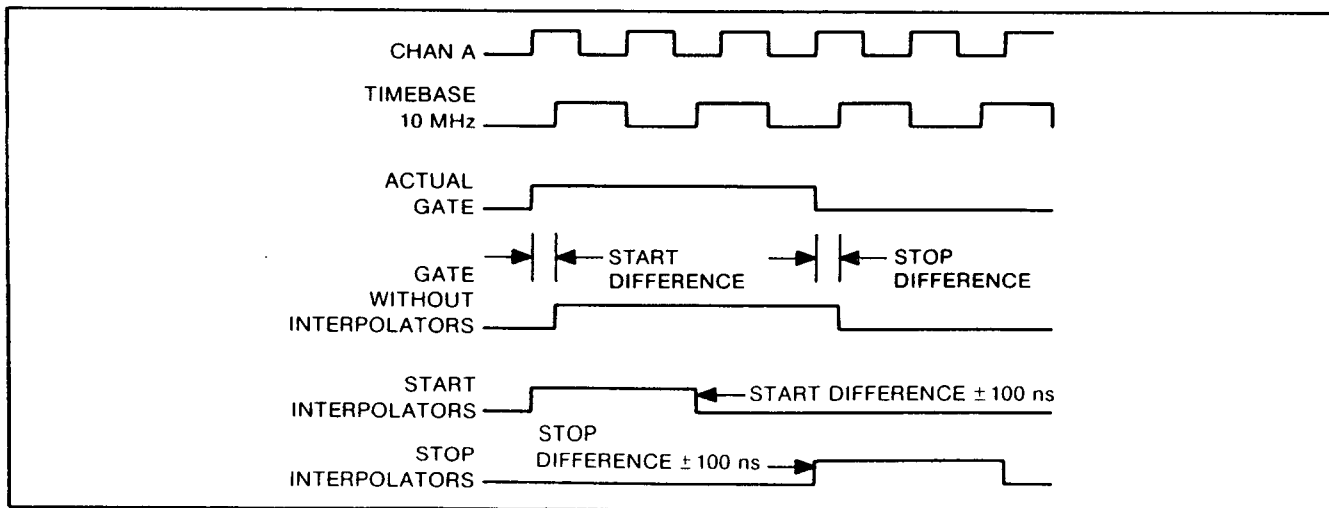 CHAN A
TIMEBASE
10 MHz
ACTUAL
GATE
START
DIFFERENCE
STOP
DIFFERENCE
GATE
WITHOUT
INTERPOLATORS
START
INTERPOLATORS
START DIFFERENCE ± 100 ns
STOP
DIFFERENCE ± 100 ns
STOP
INTERPOLATORS